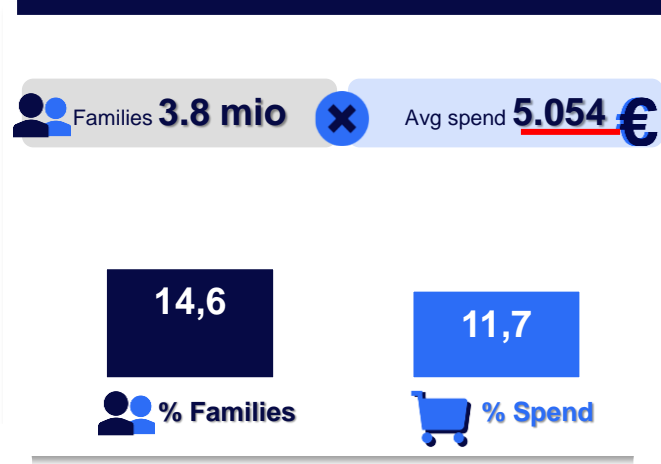 Families 3.8 mio
Avg spend 5.054 €
14,6
11,7
% Families
% Spend